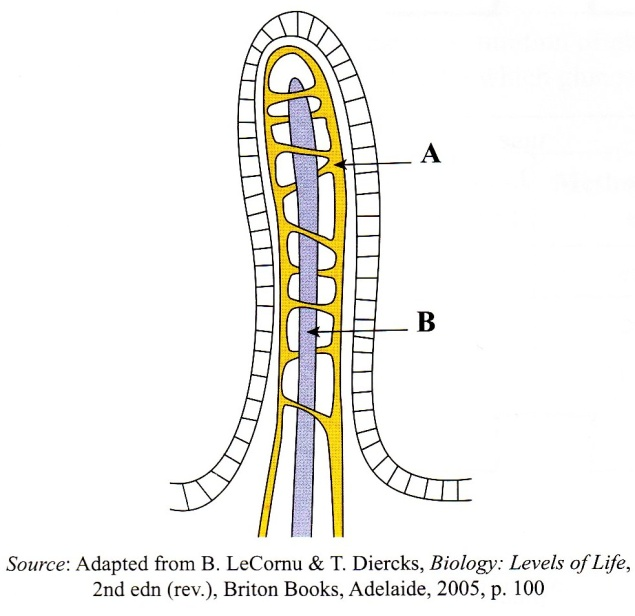 A
B
Source: Adapted from B. LeCornu & T. Diercks, Biology: Levels of Life,
2nd edn (rev.), Briton Books, Adelaide, 2005, p. 100